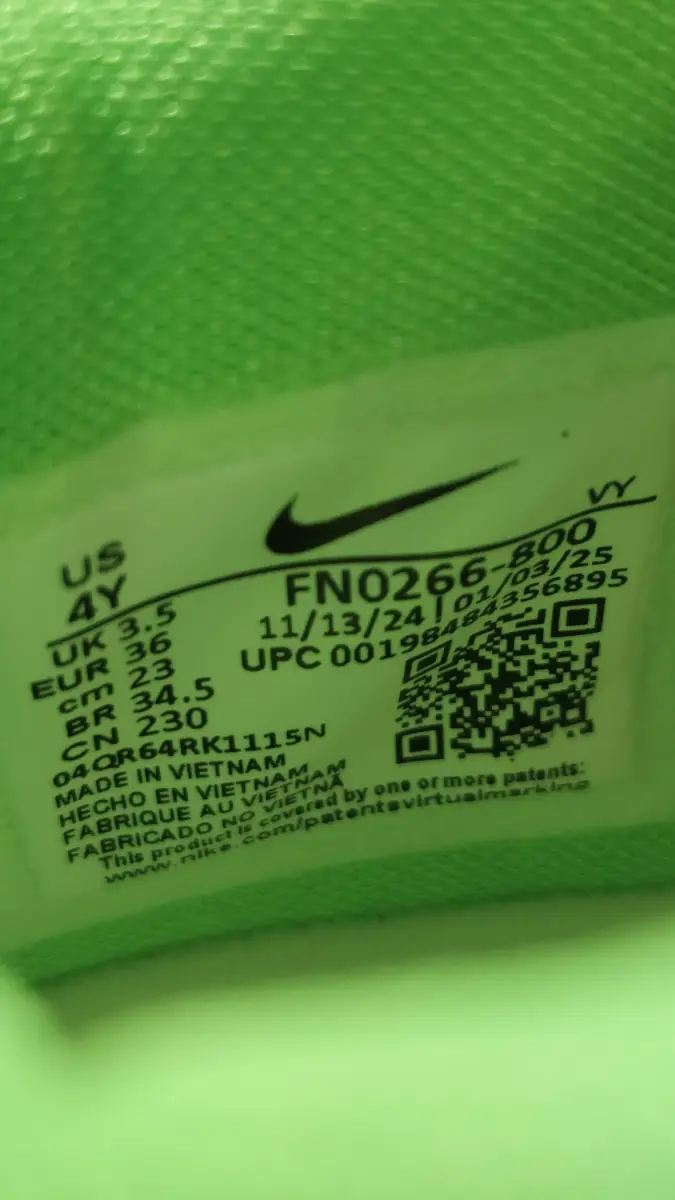 VY
US
4Y
FN0266-800
11/13/24 | 01/03/25
UPC 00198484356895
UK 3.5
EUR 36
cm 23
BR 34.5
CN 230
04QR64RK1115N
MADE IN VIETNAM
HECHO EN VIETNAM
FABRIQUE AU VIETNAM
FABRICADO NO VIETNÃ
This product is covered by one or more patents:
www.nike.com/patentsvirtualmarking